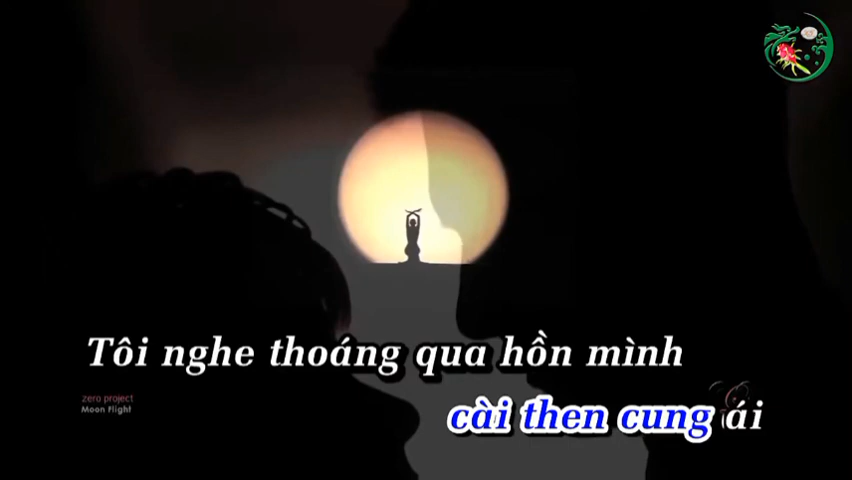 Tôi nghe thoáng qua hồn mình
cài then cung ái
zero project
Moon Flight